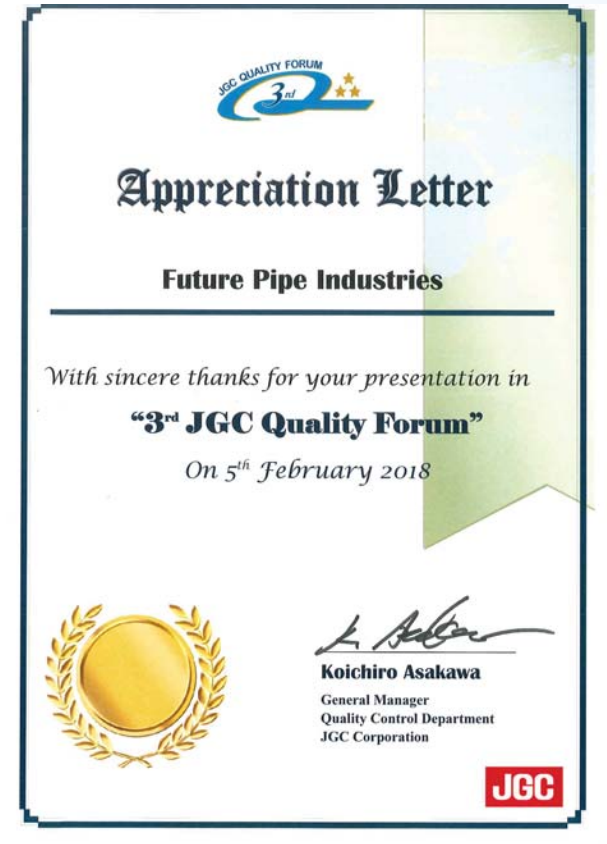 JGC QUALITY FORUM
3rd
Appreciation Letter
Future Pipe Industries
With sincere thanks for your presentation in
“3rd JGC Quality Forum”
On 5th February 2018
Koichiro Asakawa
General Manager
Quality Control Department
JGC Corporation
JGC